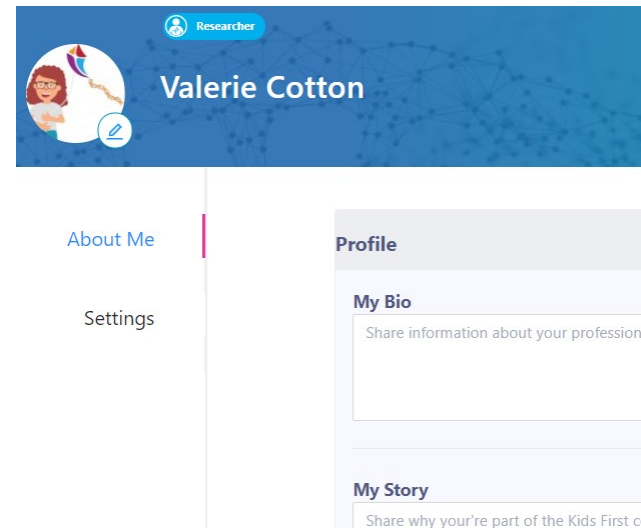 Researcher
Valerie Cotton
About Me
Settings
Profile
My Bio
Share information about your profession
My Story
Share why your're part of the Kids First c